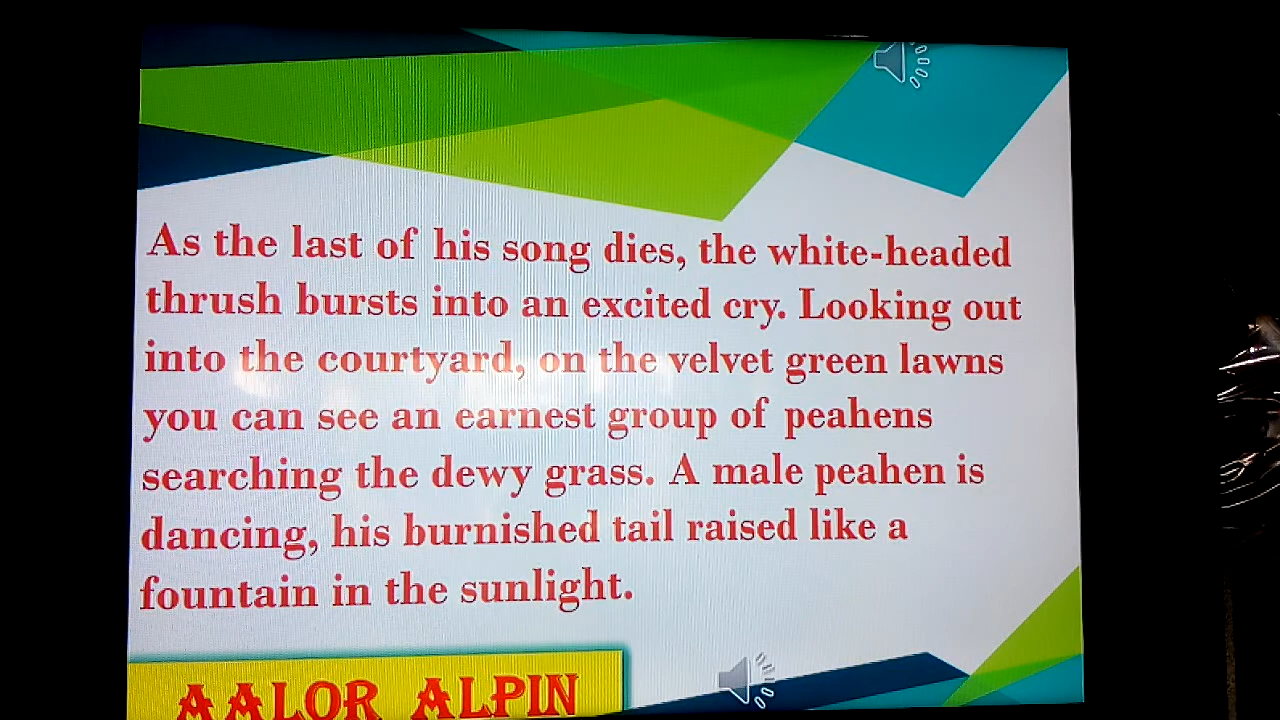 As the last of his song dies, the white-headed
thrush bursts into an excited cry. Looking out
into the courtyard, on the velvet green lawns
you can see an earnest group of peahens
searching the dewy grass. A male peahen is
dancing, his burnished tail raised like a
fountain in the sunlight.
AALOR ALPIN